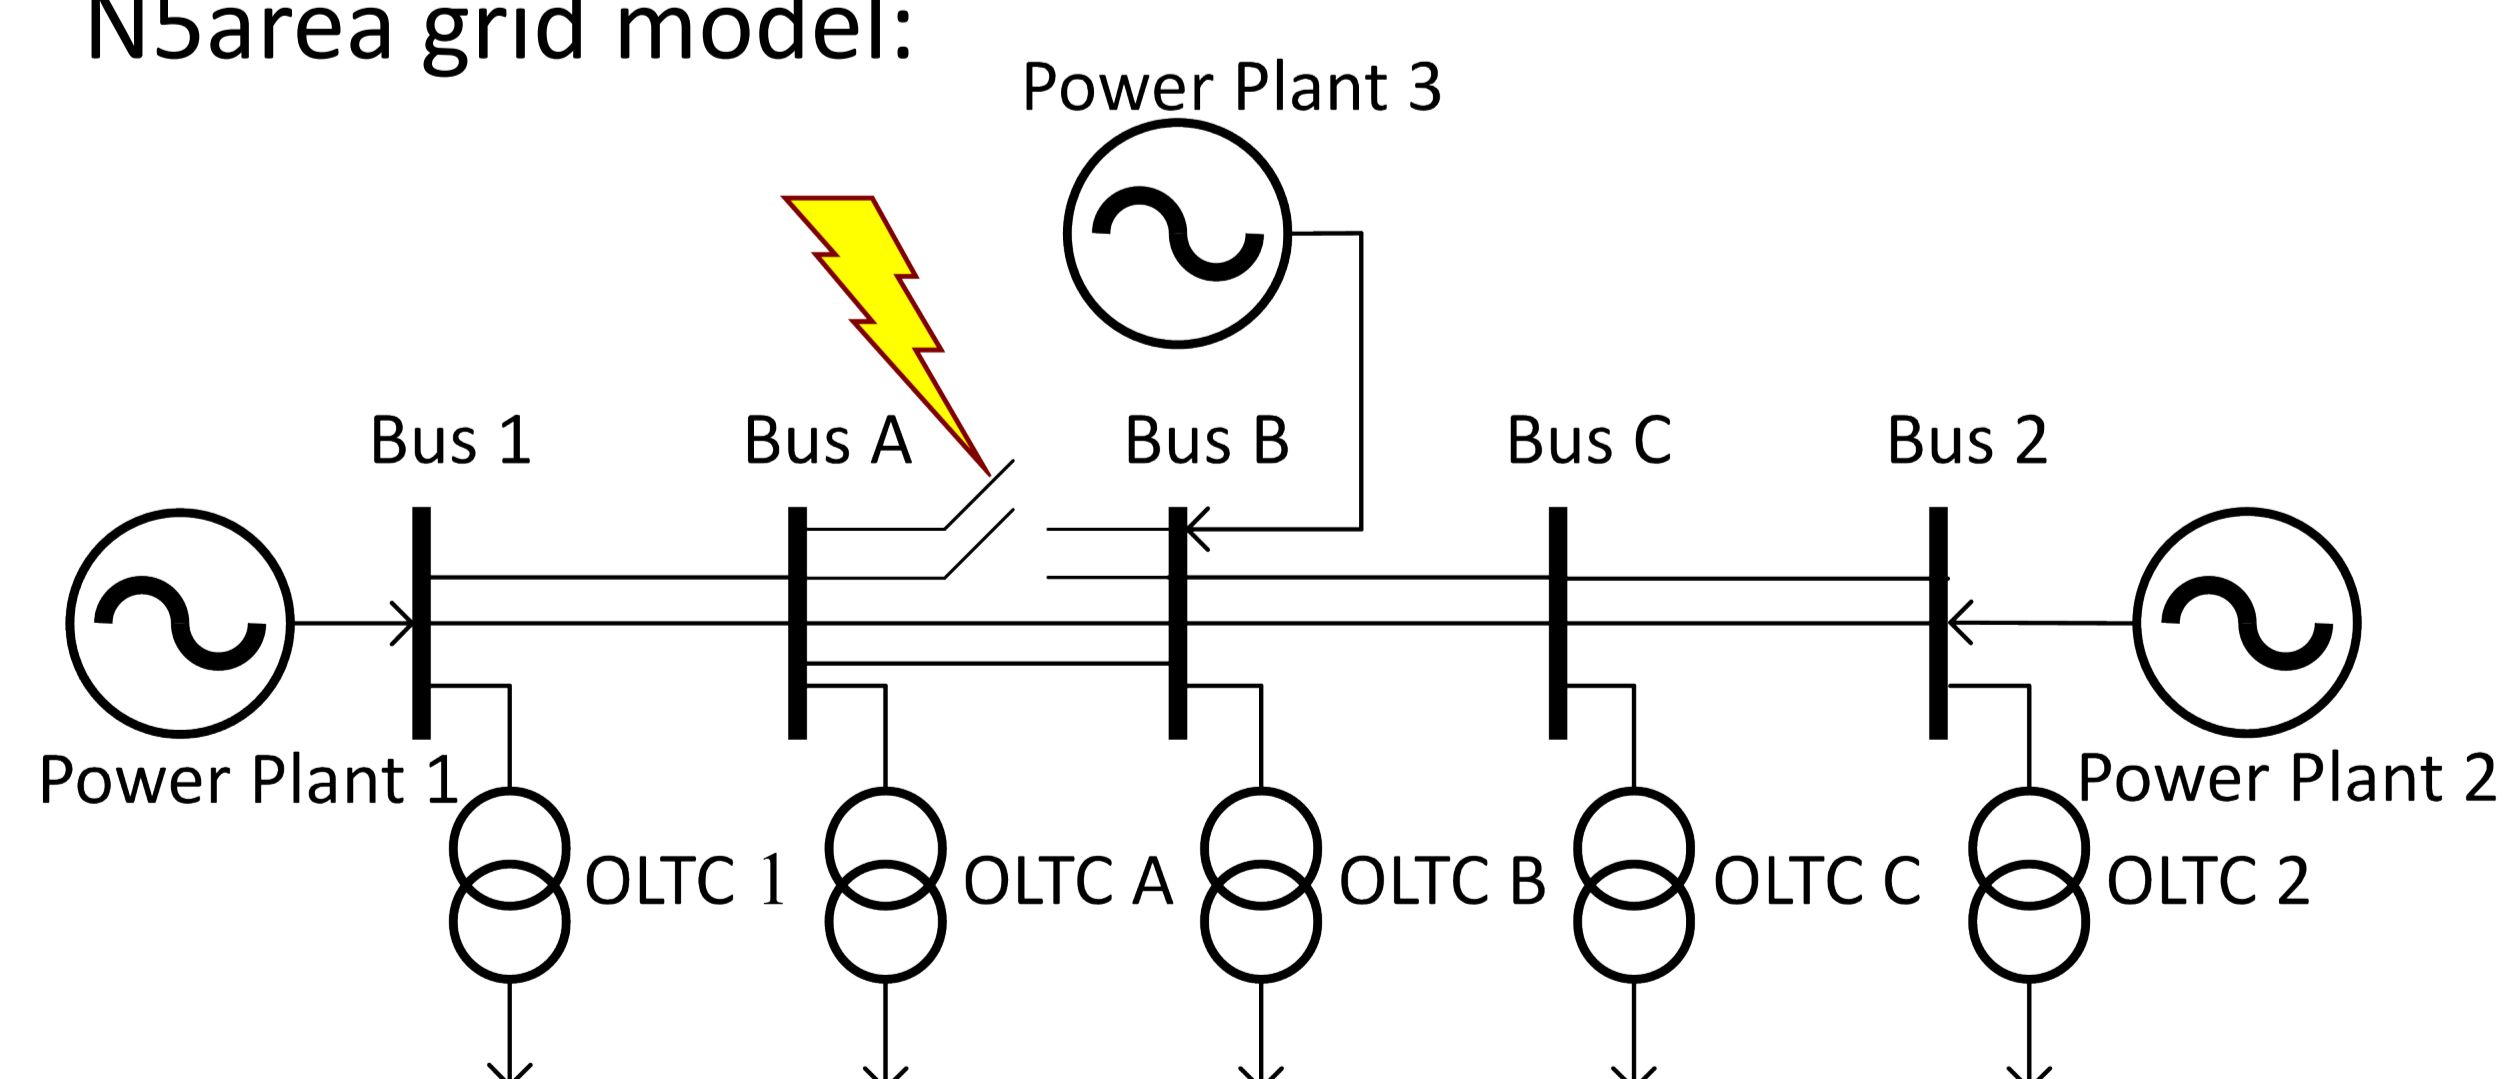 N5area grid model:
Power Plant 3
Bus 1
Bus A
Bus B
Bus C
Bus 2
Power Plant 1
Power Plant 2
OLTC 1
OLTC A
OLTC B
OLTC C
OLTC 2